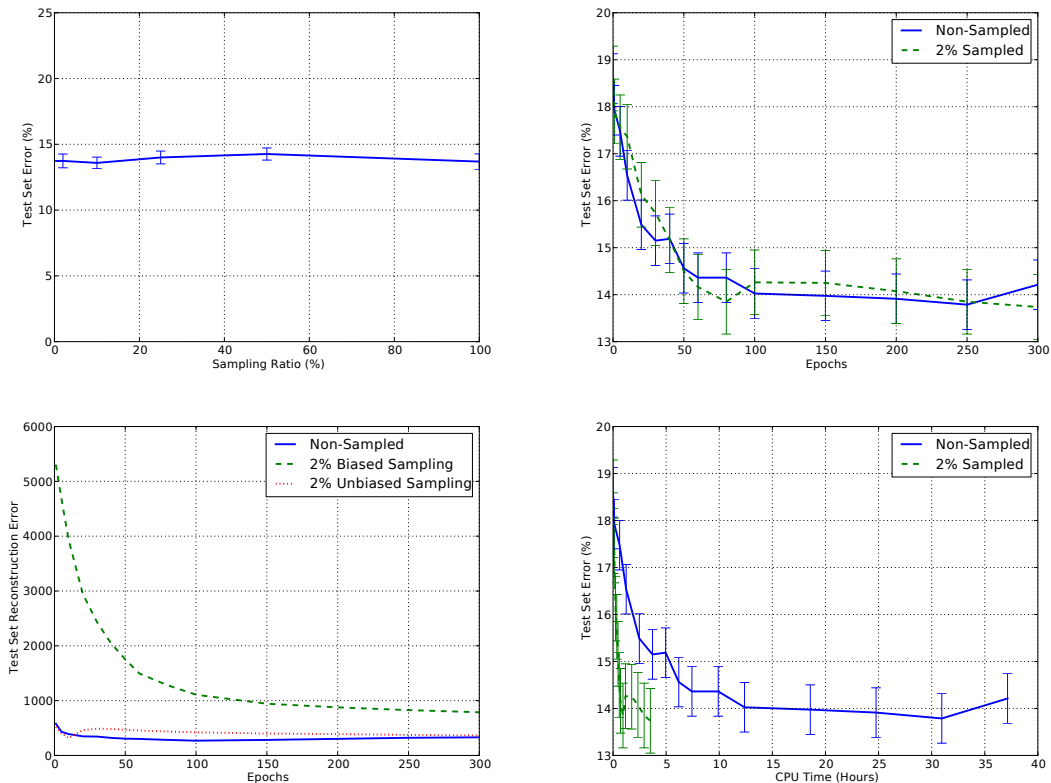 25
20
15
10
5
0
Test Set Error (%)
0 20 40 60 80 100
Sampling Ratio (%)
20
19
18
17
16
15
14
13
Test Set Error (%)
Non-Sampled
2% Sampled
0 50 100 150 200 250 300
Epochs
6000
5000
4000
3000
2000
1000
0
Test Set Reconstruction Error
Non-Sampled
2% Biased Sampling
2% Unbiased Sampling
0 50 100 150 200 250 300
Epochs
20
19
18
17
16
15
14
13
Test Set Error (%)
Non-Sampled
2% Sampled
0 5 10 15 20 25 30 35 40
CPU Time (Hours)